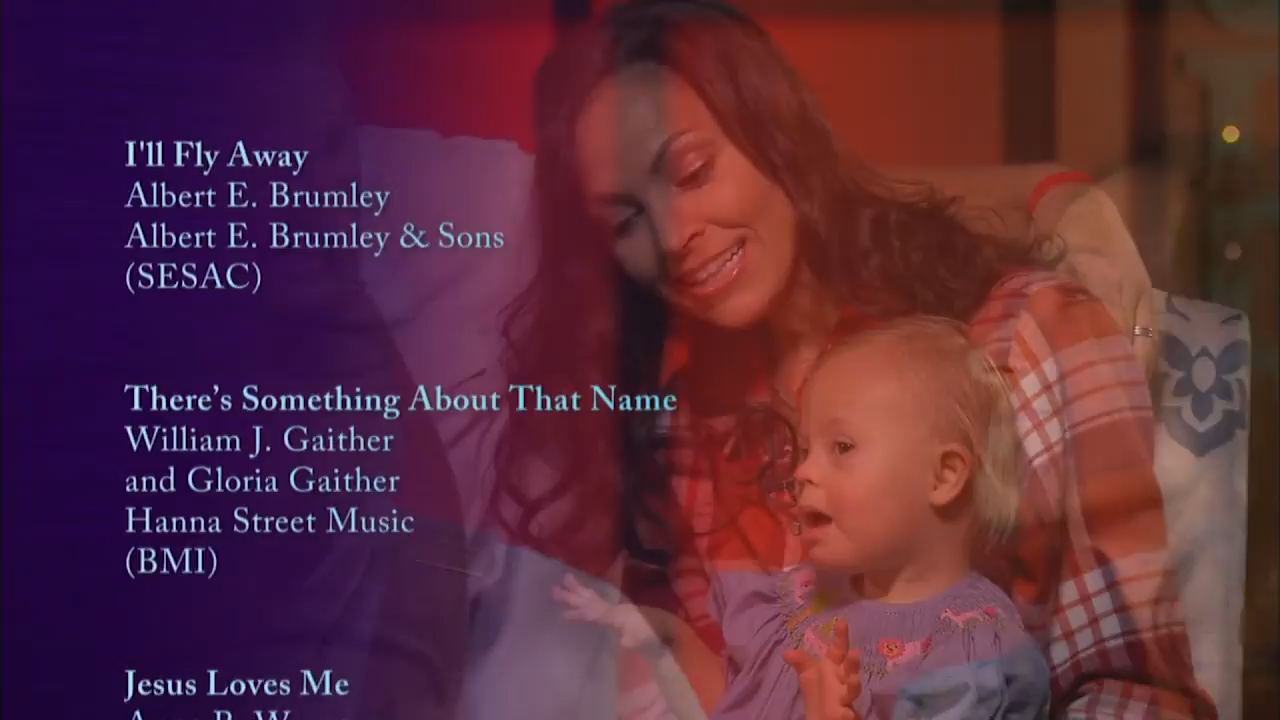 I'll Fly Away
Albert E. Brumley
Albert E. Brumley & Sons
(SESAC)
There's Something About That Name
William J. Gaither
and Gloria Gaither
Hanna Street Music
(BMI)
Jesus Loves Me